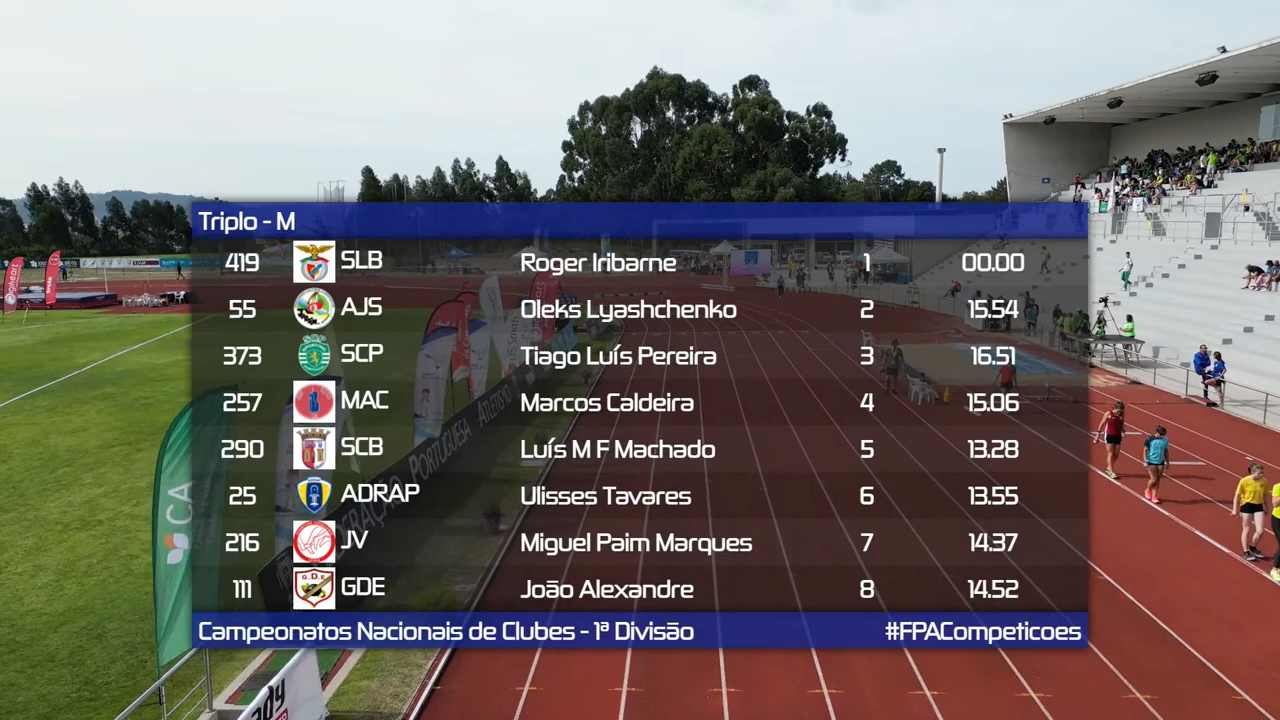 Triplo - M
419 SLB Roger Iribarne 1 00.00
55 AJS Oleks Lyashchenko 2 15.54
373 SCP Tiago Luís Pereira 3 16.51
257 MAC Marcos Caldeira 4 15.06
290 SCB Luís M F Machado 5 13.28
25 ADRAP Ulisses Tavares 6 13.55
216 JV Miguel Paim Marques 7 14.37
111 GDE João Alexandre 8 14.52
Campeonatos Nacionais de Clubes - 1ª Divisão #FPACompeticoes
CA
PORTUGUESA ATLETISMO